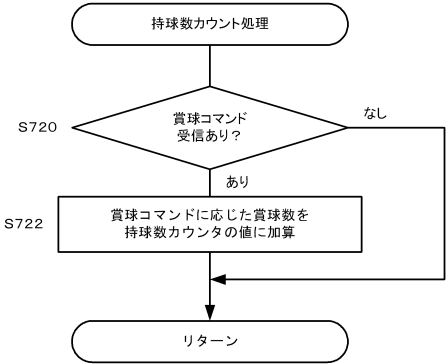 持球数カウント処理
S720
賞球コマンド
受信あり？
なし
あり
S722
賞球コマンドに応じた賞球数を
持球数カウンタの値に加算
リターン